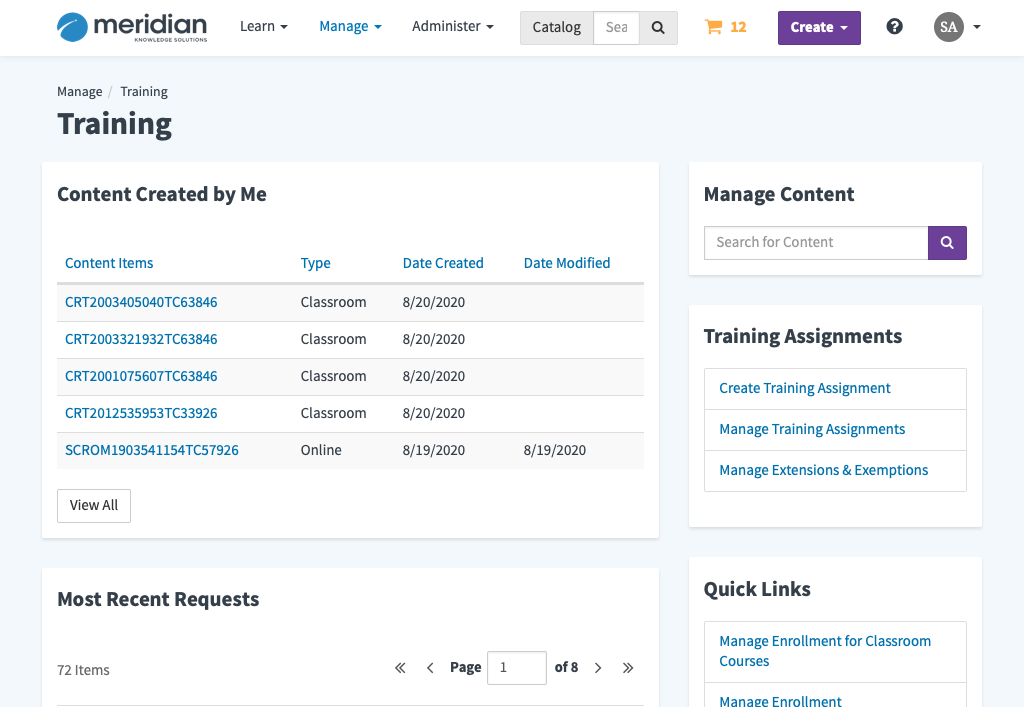 meridian
KNOWLEDGE SOLUTIONS
Learn
Manage
Administer
Catalog
Sea
12
Create
SA
Manage / Training
Training
Content Created by Me
Content Items Type Date Created Date Modified
CRT2003405040TC63846 Classroom 8/20/2020
CRT2003321932TC63846 Classroom 8/20/2020
CRT2001075607TC63846 Classroom 8/20/2020
CRT2012535953TC33926 Classroom 8/20/2020
SCROM1903541154TC57926 Online 8/19/2020 8/19/2020
View All
Most Recent Requests
72 Items
Page 1 of 8
Manage Content
Search for Content
Training Assignments
Create Training Assignment
Manage Training Assignments
Manage Extensions & Exemptions
Quick Links
Manage Enrollment for Classroom
Courses
Manage Enrollment